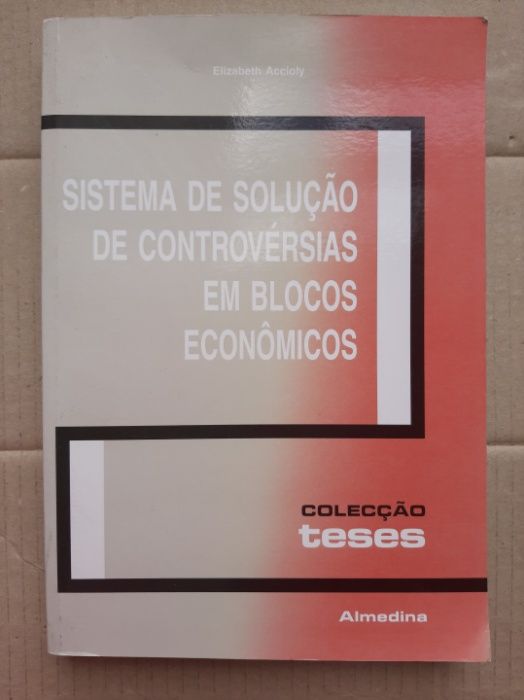 Elizabeth Accioly
SISTEMA DE SOLUÇÃO
DE CONTROVÉRSIAS
EM BLOCOS
ECONÔMICOS
COLECÇÃO
teses
Almedina